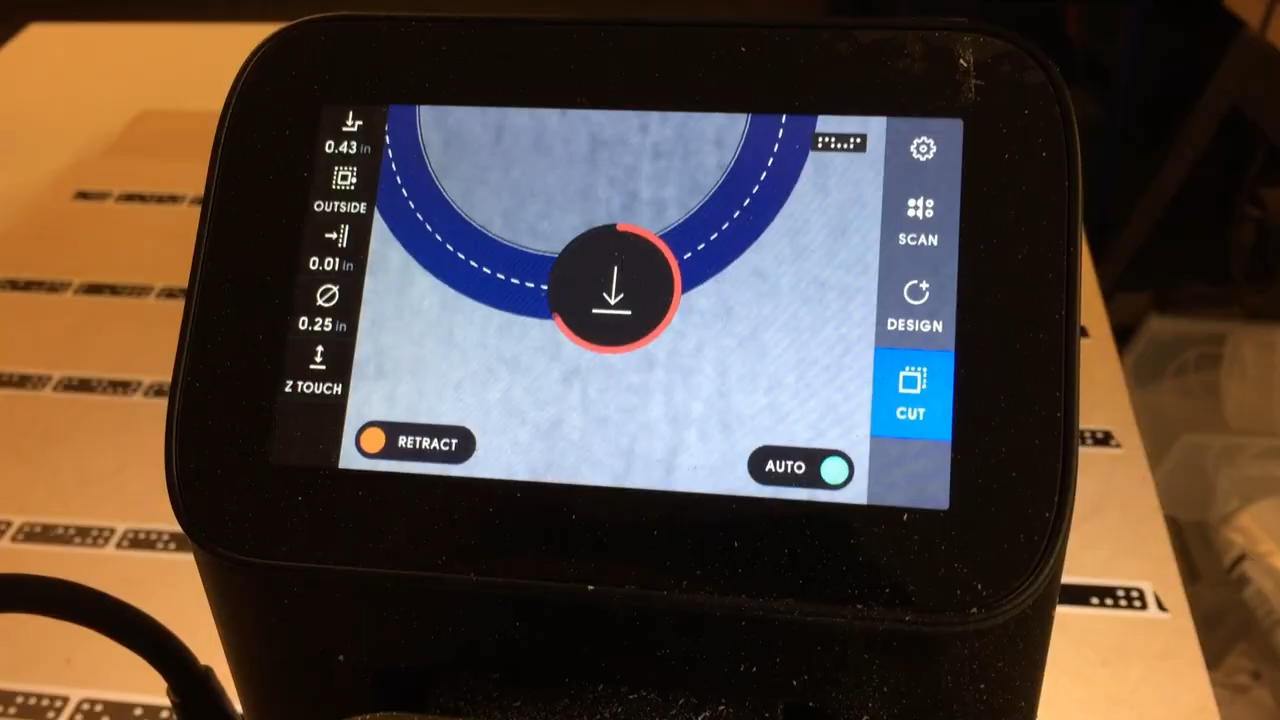 0.43 in
OUTSIDE
0.01 in
0.25 in
Z TOUCH
RETRACT
AUTO
SCAN
DESIGN
CUT